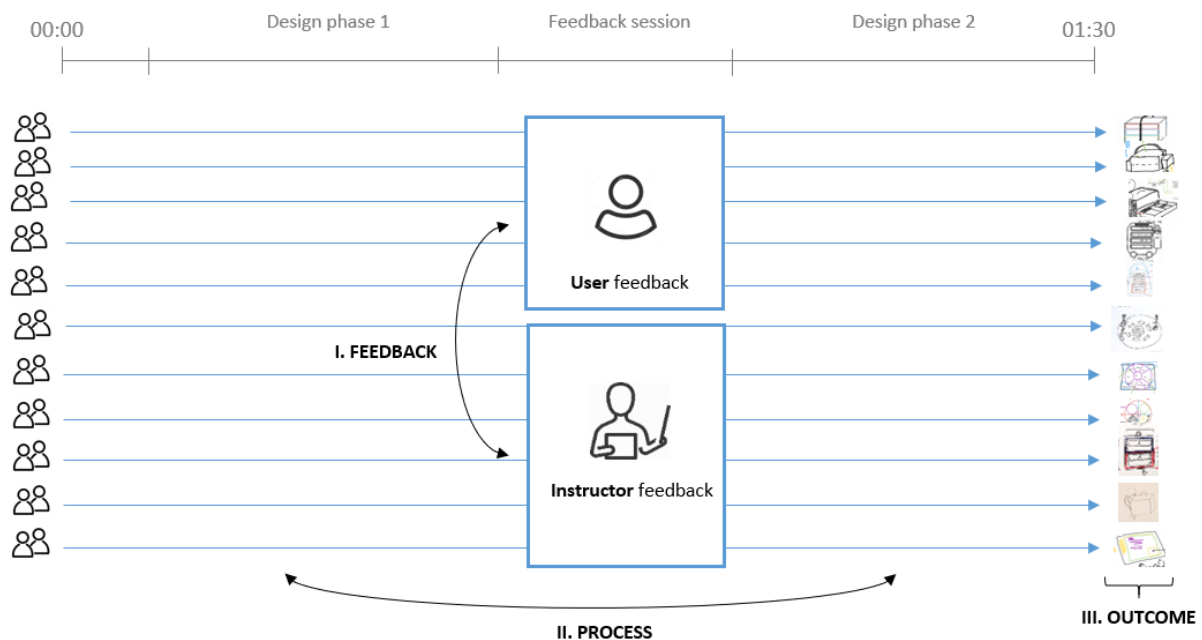 Design phase 1
Feedback session
Design phase 2
00:00
01:30
User feedback
I. FEEDBACK
Instructor feedback
III. OUTCOME
II. PROCESS